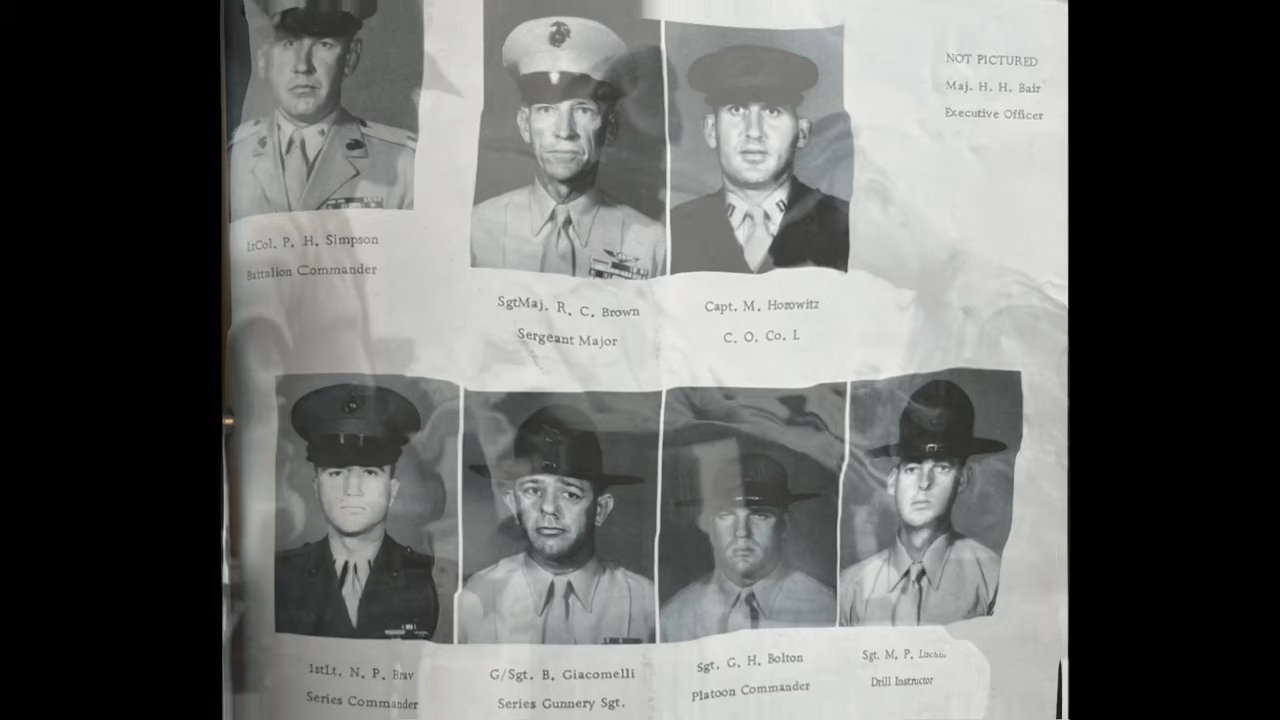 NOT PICTURED
Maj. H. H. Bair
Executive Officer
LtCol. P. H. Simpson
Battalion Commander
SgtMaj. R. C. Brown
Sergeant Major
Capt. M. Horowitz
C. O. Co. L
1stLt. N. P. Bray
Series Commander
G/Sgt. B. Giacomelli
Series Gunnery Sgt.
Sgt. G. H. Bolton
Platoon Commander
Sgt. M. P.
Drill Instructor